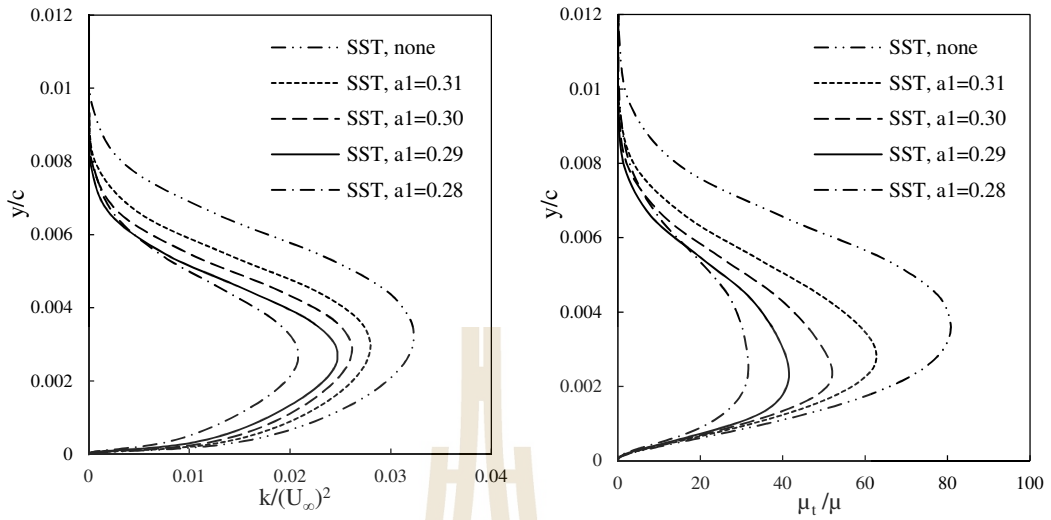 0.012
0.01
0.008
0.006
0.004
0.002
0
y/c
0
0.01
0.02
0.03
0.04
k/(U∞)²
SST, none
SST, a1=0.31
SST, a1=0.30
SST, a1=0.29
SST, a1=0.28
0.012
0.01
0.008
0.006
0.004
0.002
0
y/c
0
20
40
60
80
100
μt/μ
SST, none
SST, a1=0.31
SST, a1=0.30
SST, a1=0.29
SST, a1=0.28